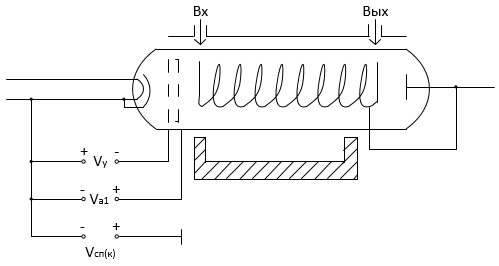 Вх Вых
+ Vу -
- Vа1 +
- +
Vсп(к)